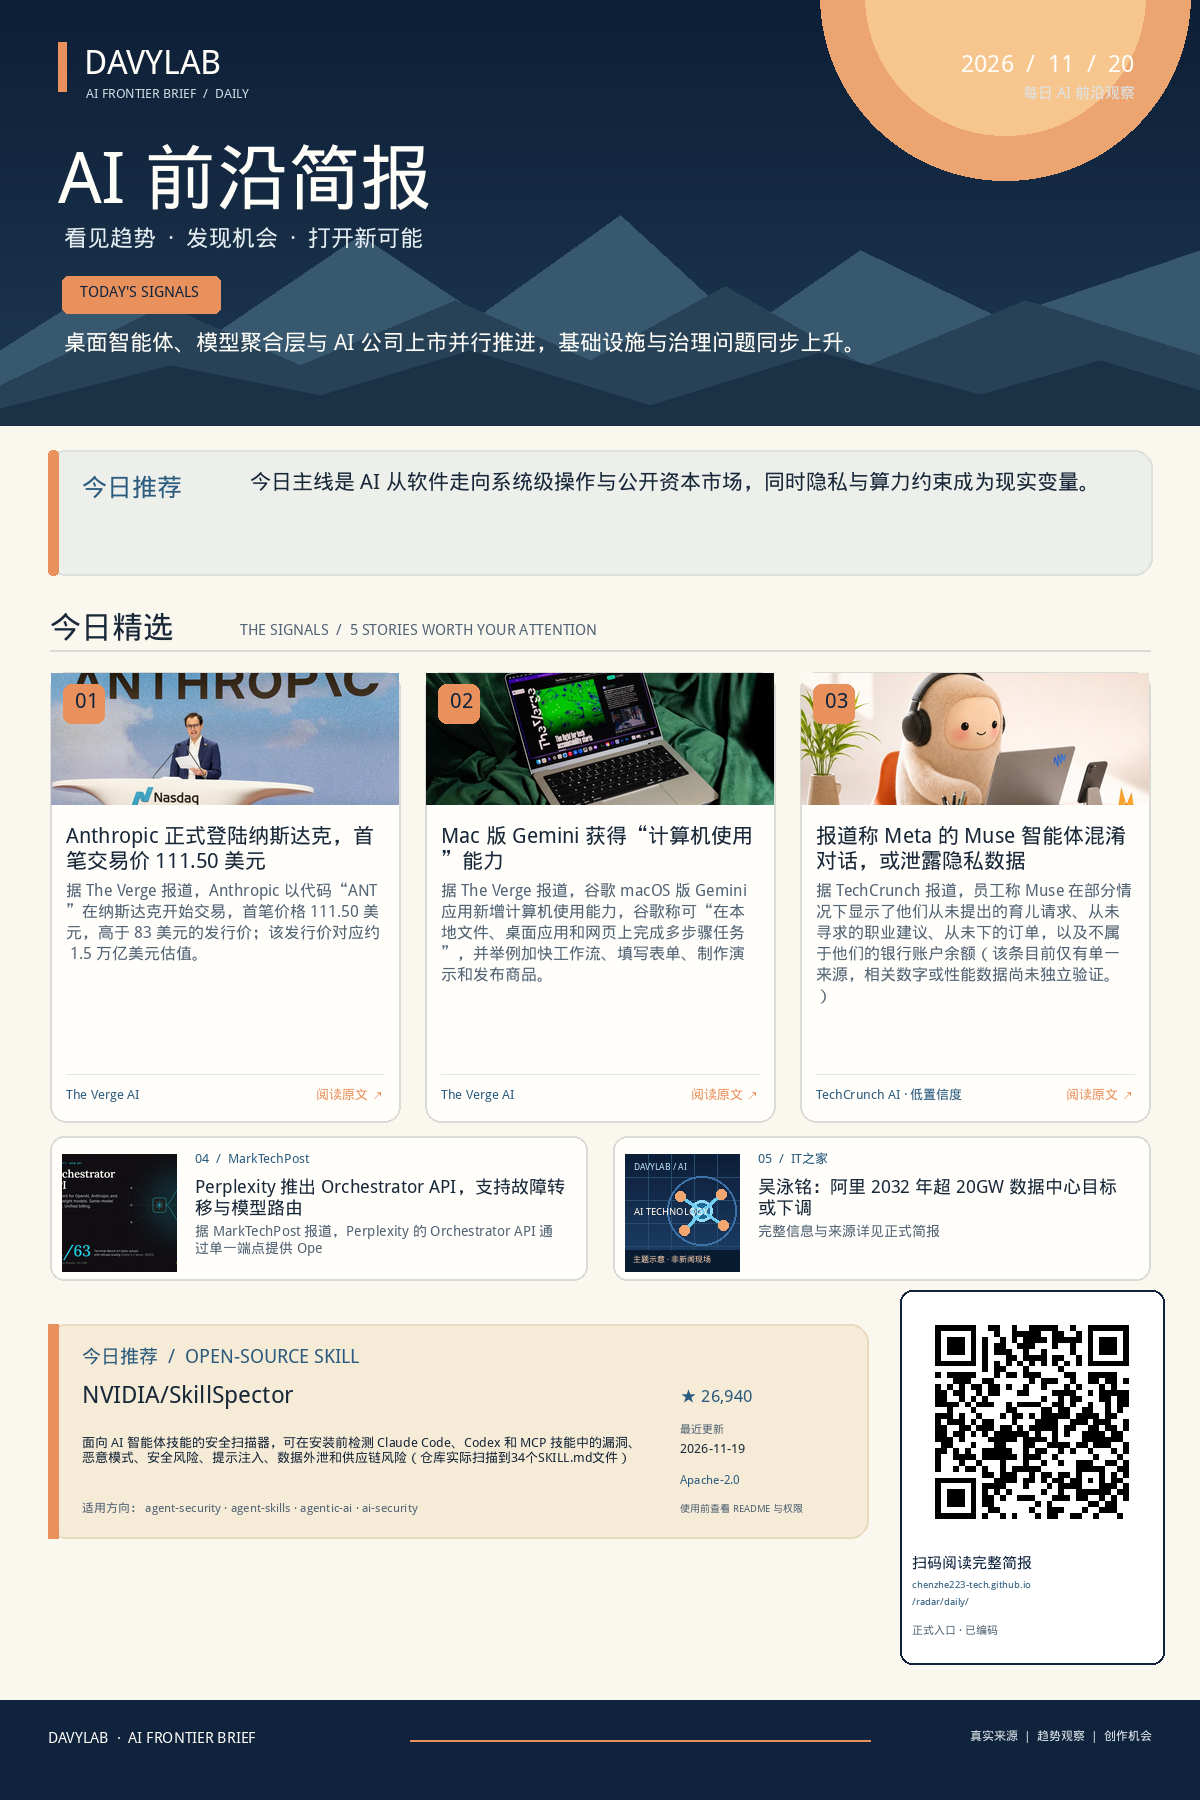 DAVYLAB
AI FRONTIER BRIEF / DAILY
2026 / 11 / 20
每日 AI 前沿观察
AI 前沿简报
看见趋势 · 发现机会 · 打开新可能
TODAY'S SIGNALS
桌面智能体、模型聚合层与 AI 公司上市并行推进，基础设施与治理问题同步上升。
今日推荐
今日主线是 AI 从软件走向系统级操作与公开资本市场，同时隐私与算力约束成为现实变量。
今日精选
THE SIGNALS / 5 STORIES WORTH YOUR ATTENTION
ANTHROPIC
01
Nasdaq
Anthropic 正式登陆纳斯达克，首
笔交易价 111.50 美元
据 The Verge 报道，Anthropic 以代码“ANT
”在纳斯达克开始交易，首笔价格 111.50 美
元，高于 83 美元的发行价；该发行价对应约
1.5 万亿美元估值。
The Verge AI
阅读原文 ↗
02
The Verge
Mac 版 Gemini 获得“计算机使用
”能力
据 The Verge 报道，谷歌 macOS 版 Gemini
应用新增计算机使用能力，谷歌称可“在本
地文件、桌面应用和网页上完成多步骤任务
”，并举例加快工作流、填写表单、制作演
示和发布商品。
The Verge AI
阅读原文 ↗
03
报道称 Meta 的 Muse 智能体混淆
对话，或泄露隐私数据
据 TechCrunch 报道，员工称 Muse 在部分情
况下显示了他们从未提出的育儿请求、从未
寻求的职业建议、从未下的订单，以及不属
于他们的银行账户余额（该条目前仅有单一
来源，相关数字或性能数据尚未独立验证。
）
TechCrunch AI · 低置信度
阅读原文 ↗
chestrator
I
/63
04 / MarkTechPost
Perplexity 推出 Orchestrator API，支持故障转
移与模型路由
据 MarkTechPost 报道，Perplexity 的 Orchestrator API 通
过单一端点提供 Ope
DAVYLAB / AI
AI TECHNOLOGY
主题示意 · 非新闻现场
05 / IT之家
吴泳铭：阿里 2032 年超 20GW 数据中心目标
或下调
完整信息与来源详见正式简报
今日推荐 / OPEN-SOURCE SKILL
NVIDIA/SkillSpector
面向 AI 智能体技能的安全扫描器，可在安装前检测 Claude Code、Codex 和 MCP 技能中的漏洞、
恶意模式、安全风险、提示注入、数据外泄和供应链风险（仓库实际扫描到34个SKILL.md文件）
适用方向： agent-security · agent-skills · agentic-ai · ai-security
★ 26,940
最近更新
2026-11-19
Apache-2.0
使用前查看 README 与权限
扫码阅读完整简报
chenzhe223-tech.github.io
/radar/daily/
正式入口 · 已编码
DAVYLAB · AI FRONTIER BRIEF
真实来源 | 趋势观察 | 创作机会